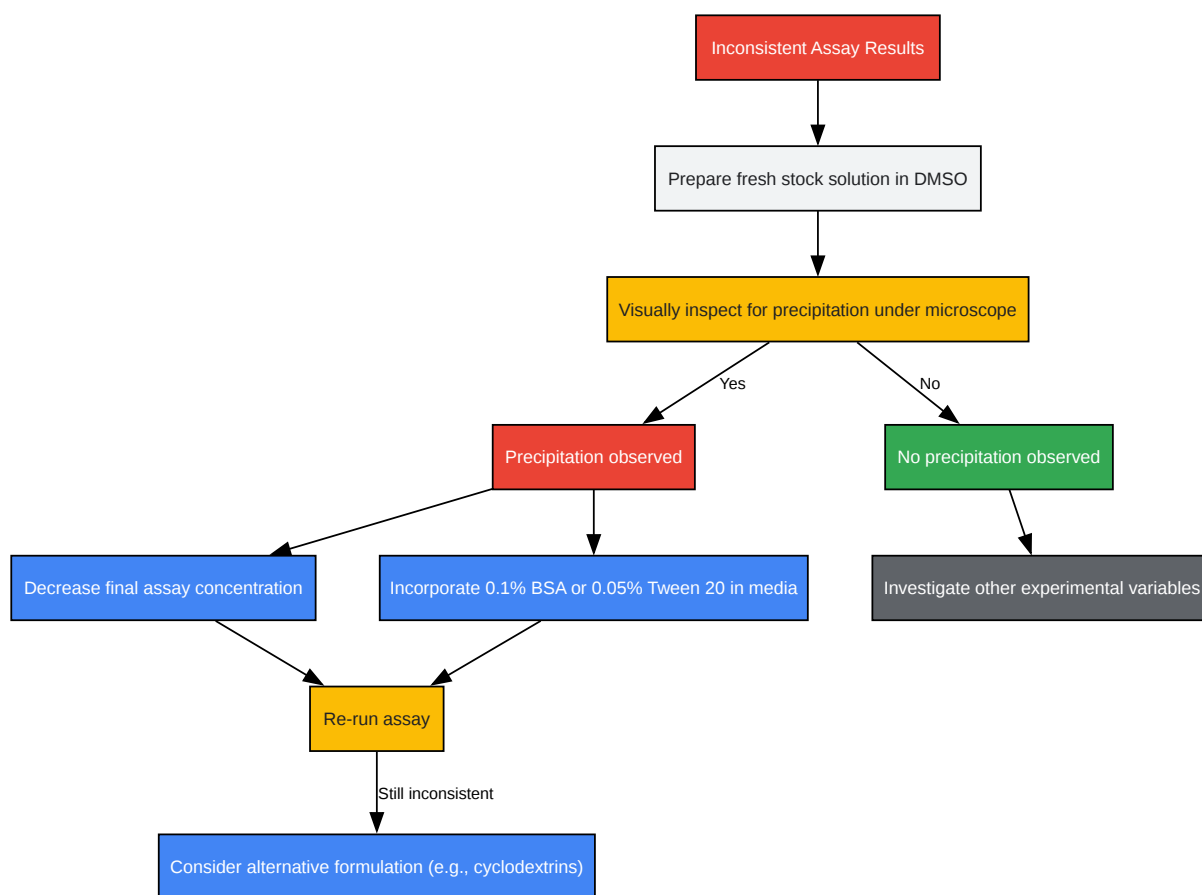 Inconsistent Assay Results
Prepare fresh stock solution in DMSO
Visually inspect for precipitation under microscope
Yes
No
Precipitation observed
No precipitation observed
Decrease final assay concentration
Incorporate 0.1% BSA or 0.05% Tween 20 in media
Investigate other experimental variables
Re-run assay
Still inconsistent
Consider alternative formulation (e.g., cyclodextrins)